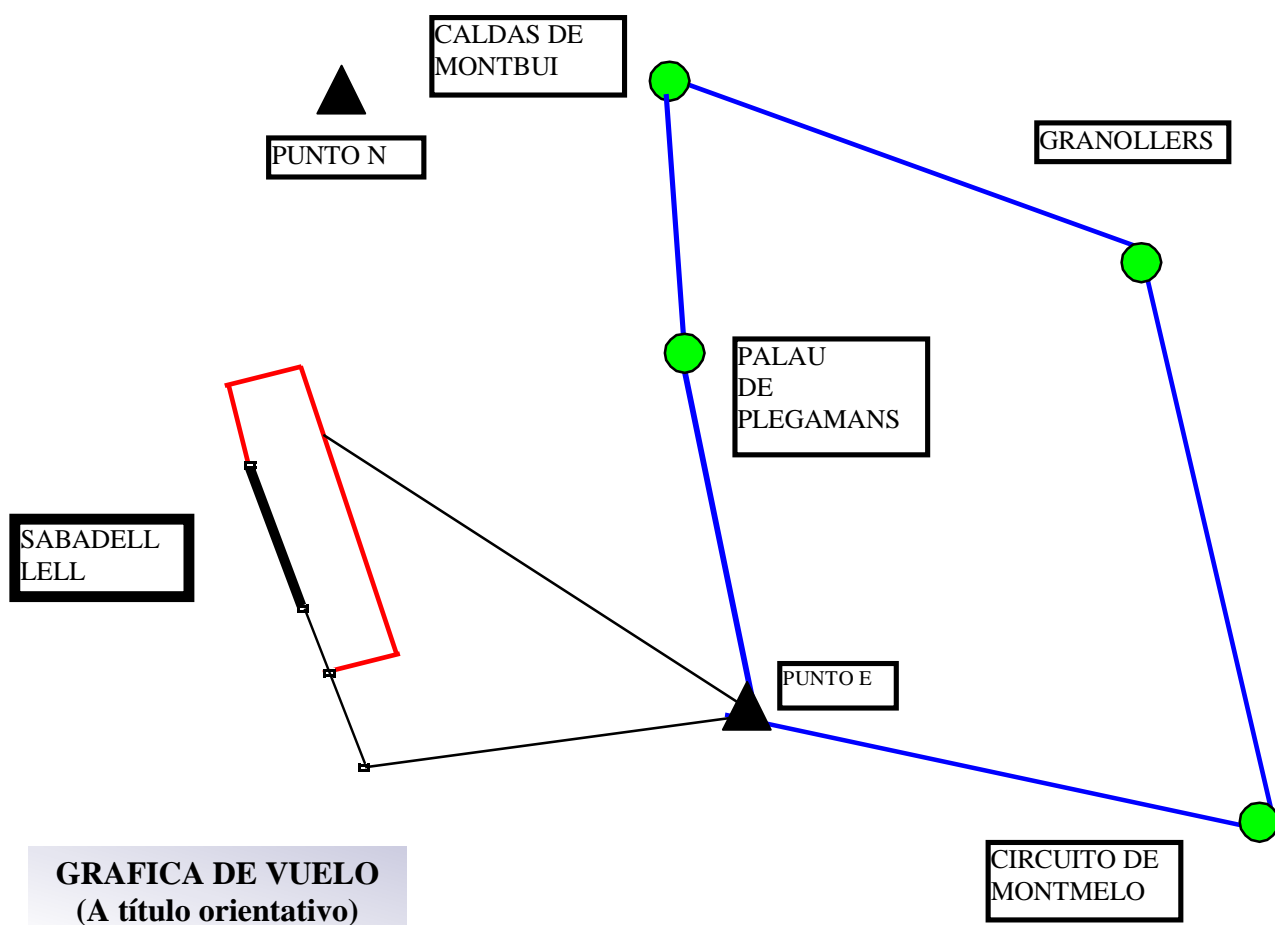 CALDAS DE
MONTBUI
PUNTO N
GRANOLLERS
PALAU
DE
PLEGAMANS
SABADELL
LELL
PUNTO E
CIRCUITO DE
MONTMELO
GRAFICA DE VUELO
(A título orientativo)